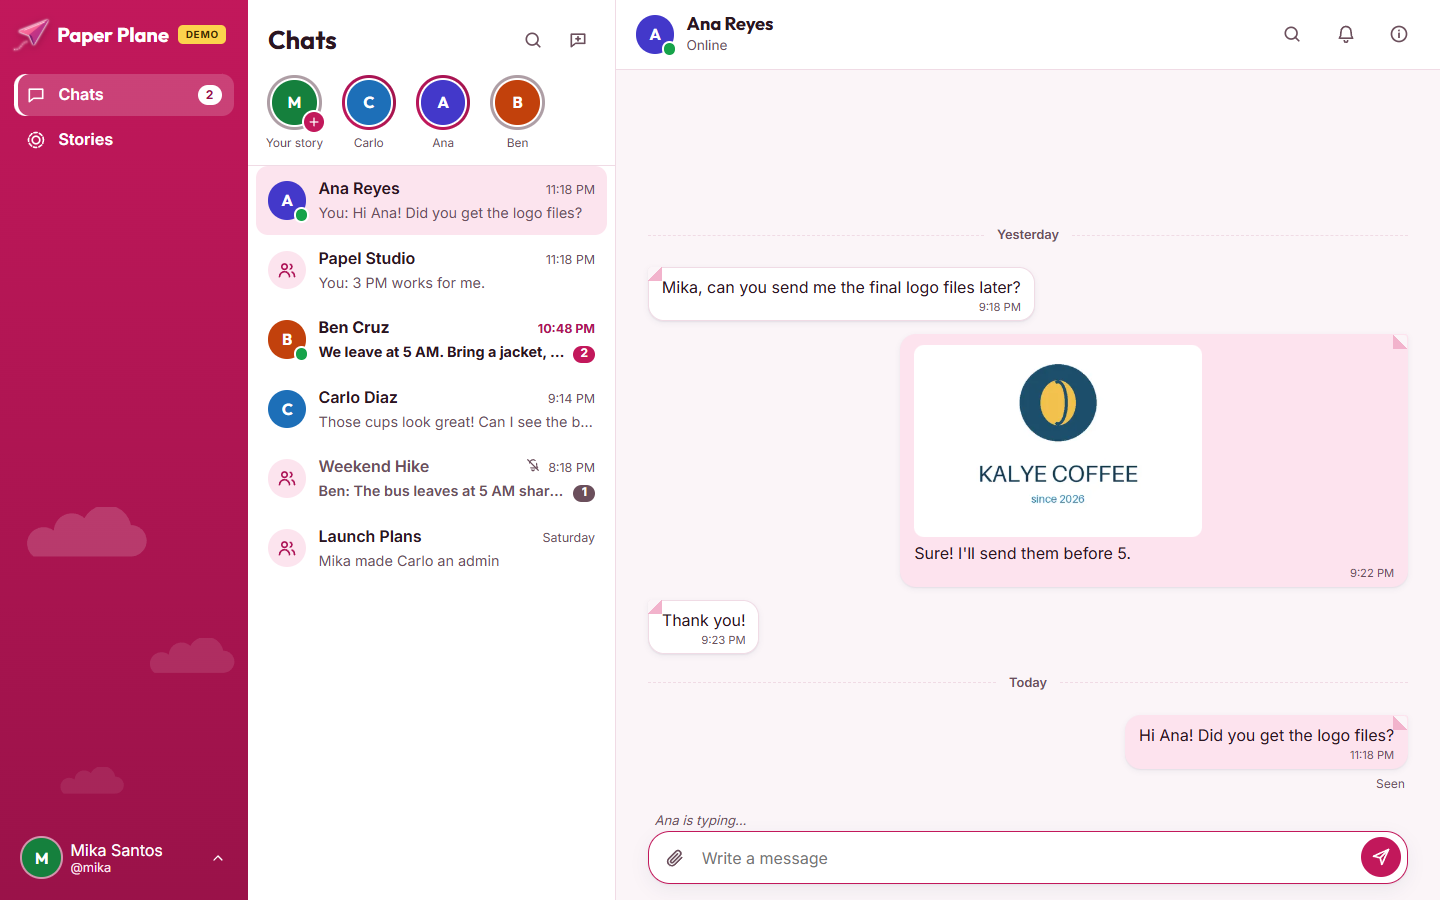 Paper Plane DEMO
Chats 2
Stories
M Mika Santos
@mika
Chats
M C A B
Your story Carlo Ana Ben
A Ana Reyes 11:18 PM
You: Hi Ana! Did you get the logo files?
Papel Studio 11:18 PM
You: 3 PM works for me.
B Ben Cruz 10:48 PM
We leave at 5 AM. Bring a jacket, ... 2
C Carlo Diaz 9:14 PM
Those cups look great! Can I see the b...
Weekend Hike 8:18 PM
Ben: The bus leaves at 5 AM shar... 1
Launch Plans Saturday
Mika made Carlo an admin
A Ana Reyes
Online
Yesterday
Mika, can you send me the final logo files later?
9:18 PM
KALYE COFFEE
since 2026
Sure! I'll send them before 5.
9:22 PM
Thank you!
9:23 PM
Today
Hi Ana! Did you get the logo files?
11:18 PM
Seen
Ana is typing...
Write a message